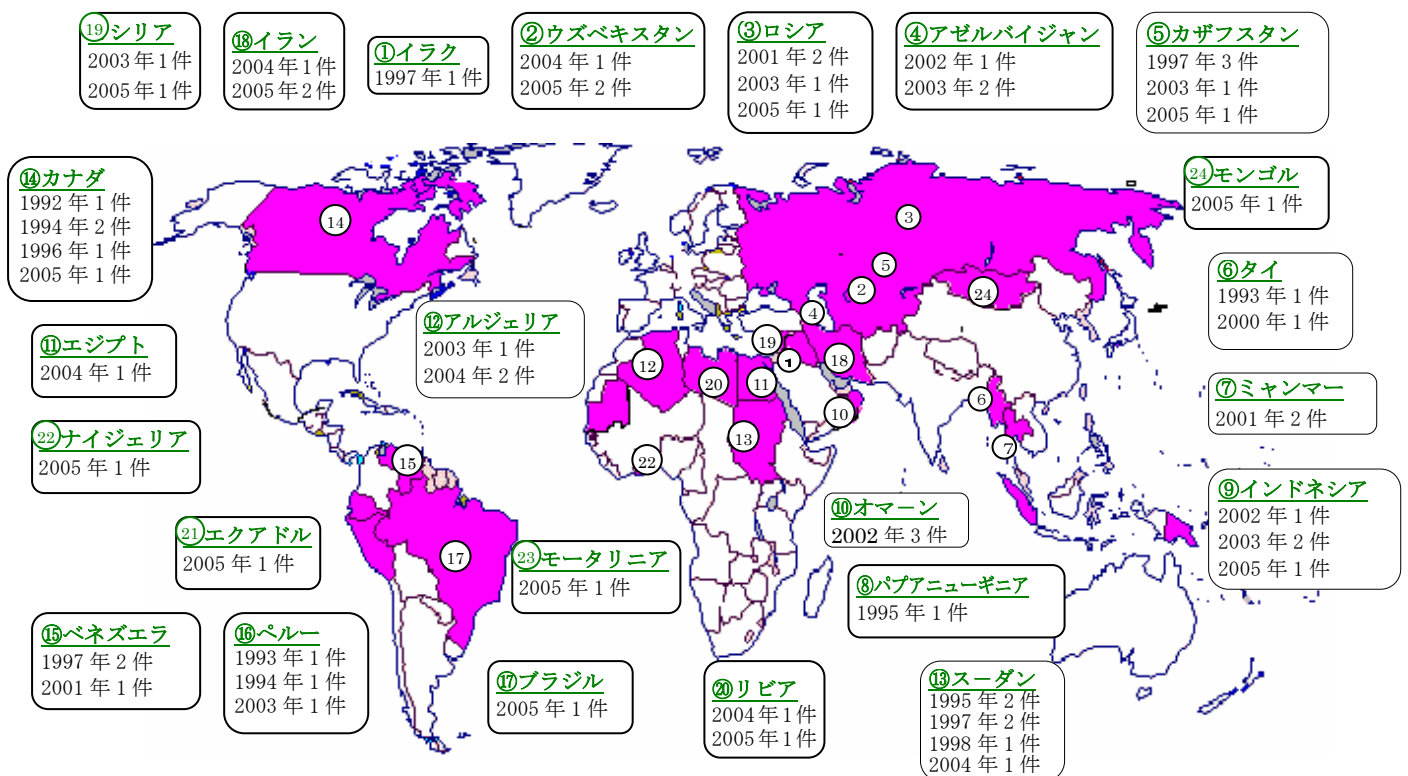 ⑲シリア
2003年1件
2005年1件
⑱イラン
2004年1件
2005年2件
①イラク
1997年1件
②ウズベキスタン
2004年1件
2005年2件
③ロシア
2001年2件
2003年1件
2005年1件
④アゼルバイジャン
2002年1件
2003年2件
⑤カザフスタン
1997年3件
2003年1件
2005年1件
⑭カナダ
1992年1件
1994年2件
1996年1件
2005年1件
㉔モンゴル
2005年1件
⑥タイ
1993年1件
2000年1件
⑫アルジェリア
2003年1件
2004年2件
⑪エジプト
2004年1件
⑦ミャンマー
2001年2件
㉒ナイジェリア
2005年1件
⑨インドネシア
2002年1件
2003年2件
2005年1件
⑩オマーン
2002年3件
㉑エクアドル
2005年1件
㉓モータリニア
2005年1件
⑧パプアニューギニア
1995年1件
⑮ベネズエラ
1997年2件
2001年1件
⑯ペルー
1993年1件
1994年1件
2003年1件
⑰ブラジル
2005年1件
⑳リビア
2004年1件
2005年1件
⑬スーダン
1995年2件
1997年2件
1998年1件
2004年1件
14
3
5
2
24
4
19
1
18
12
20
11
10
6
13
7
22
15
17